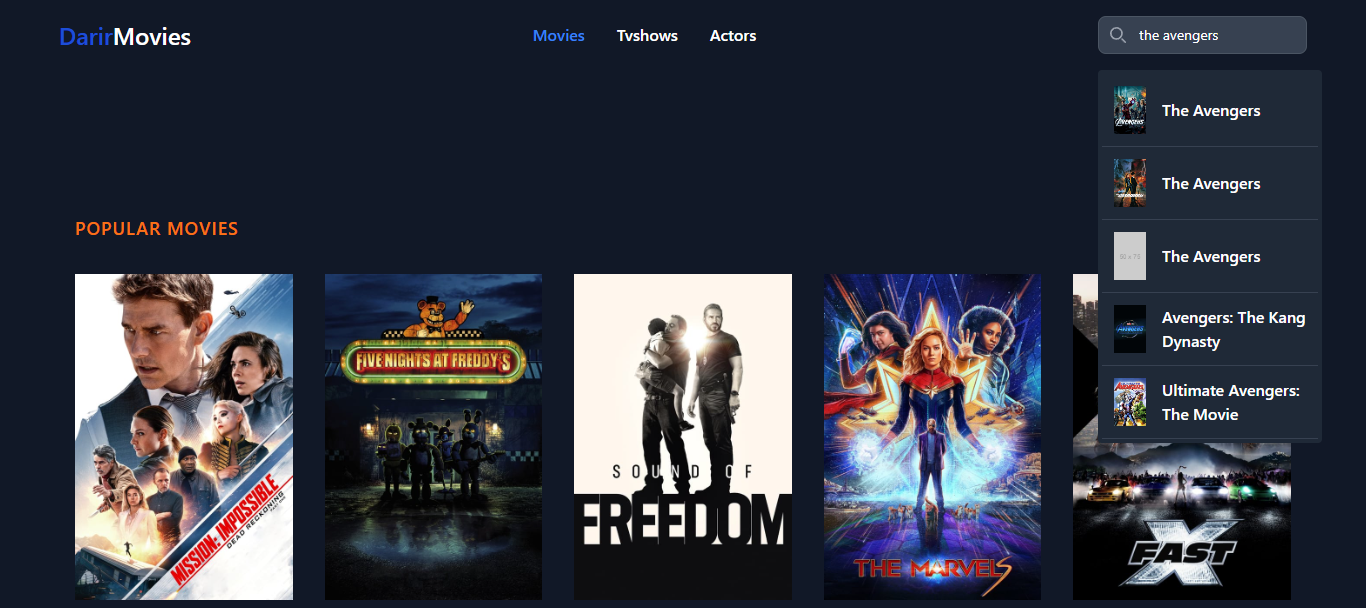 DarirMovies
Movies
Tvshows
Actors
the avengers
The Avengers
The Avengers
The Avengers
Avengers: The Kang
Dynasty
Ultimate Avengers:
The Movie
POPULAR MOVIES
MISSION: IMPOSSIBLE
DEAD RECKONING
FIVE NIGHTS AT FREDDY'S
SOUND OF
FREEDOM
THE MARVELS
FAST X